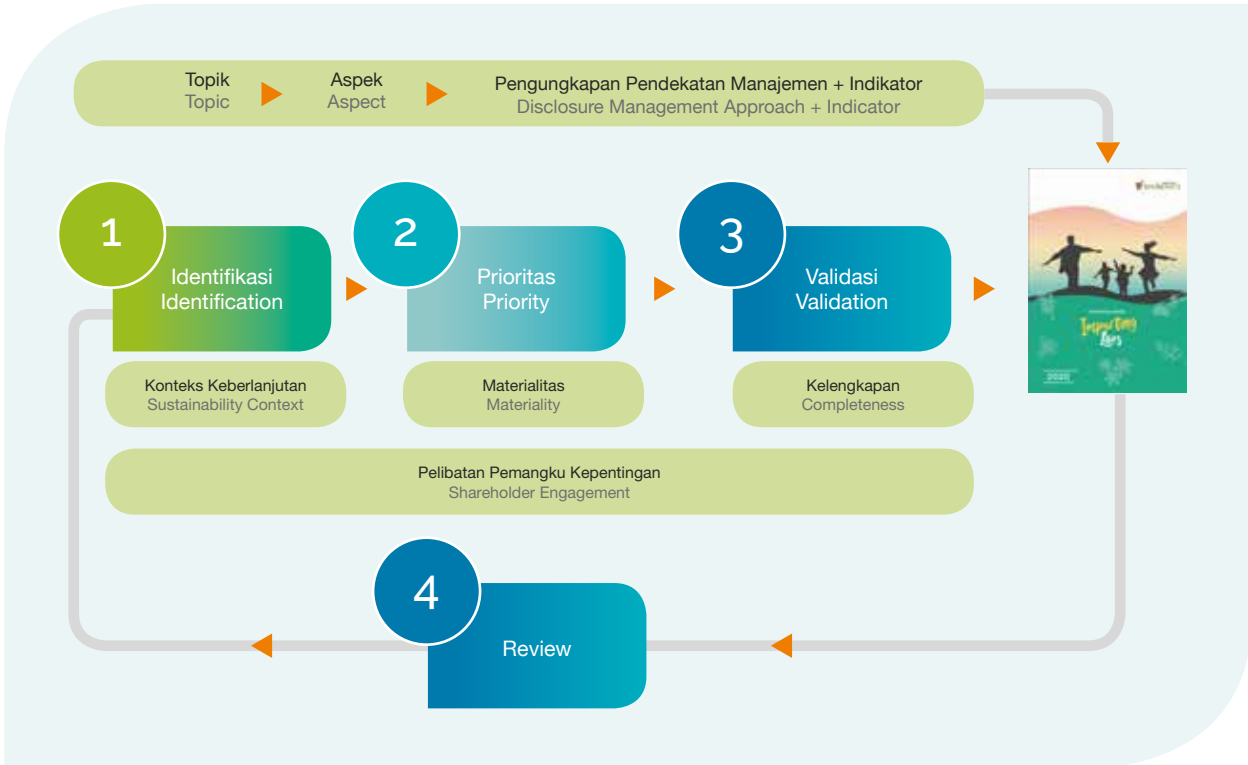 Topik
Topic
Aspek
Aspect
Pengungkapan Pendekatan Manajemen + Indikator
Disclosure Management Approach + Indicator
1
Identifikasi
Identification
2
Prioritas
Priority
3
Validasi
Validation
Konteks Keberlanjutan
Sustainability Context
Materialitas
Materiality
Kelengkapan
Completeness
Pelibatan Pemangku Kepentingan
Shareholder Engagement
4
Review